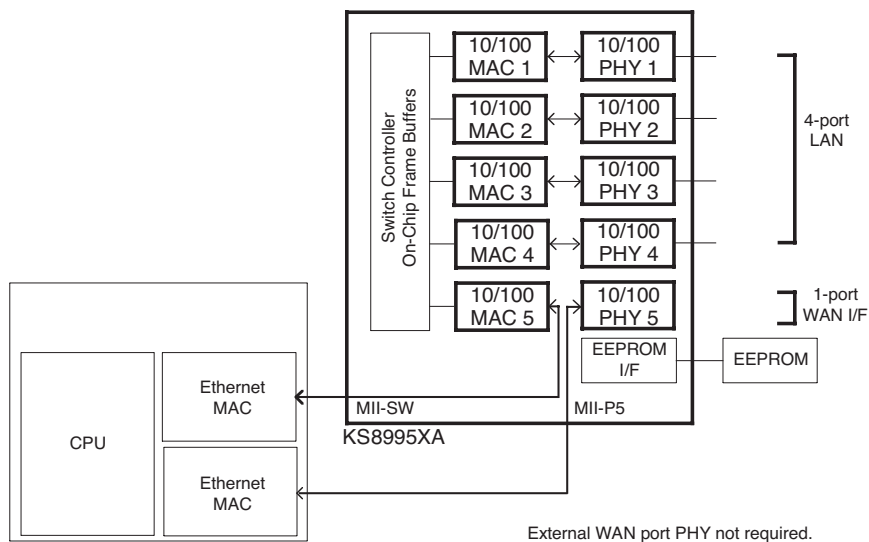 Switch Controller
On-Chip Frame Buffers
10/100
MAC 1
10/100
PHY 1
10/100
MAC 2
10/100
PHY 2
10/100
MAC 3
10/100
PHY 3
10/100
MAC 4
10/100
PHY 4
10/100
MAC 5
10/100
PHY 5
4-port
LAN
1-port
WAN I/F
EEPROM
I/F
EEPROM
MII-SW
MII-P5
KS8995XA
CPU
Ethernet
MAC
Ethernet
MAC
External WAN port PHY not required.